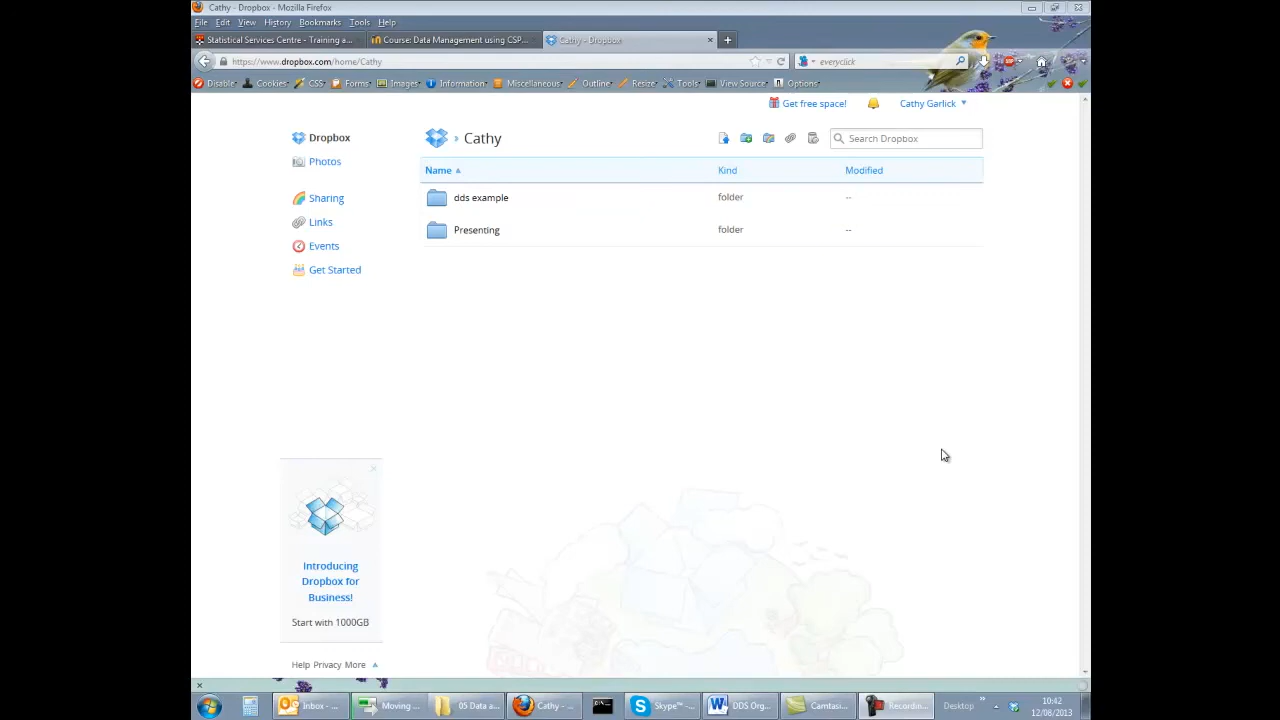 Cathy - Dropbox - Mozilla Firefox
File Edit View History Bookmarks Tools Help
Statistical Services Centre - Training a...
Course: Data Management using CSP...
Cathy - Dropbox
https://www.dropbox.com/home/Cathy
everyclick
Disable Cookies CSS Forms Images Information Miscellaneous Outline Resize Tools View Source Options
Get free space!
Cathy Garlick
Dropbox
Photos
Sharing
Links
Events
Get Started
Cathy
Search Dropbox
Name Kind Modified
dds example folder --
Presenting folder --
Introducing
Dropbox for
Business!
Start with 1000GB
Help Privacy More
Inbox - ...
Moving ...
05 Data a...
Cathy - ...
Skype™ -...
DDS Org...
Camtasi...
Recordin...
Desktop
10:42
12/08/2013